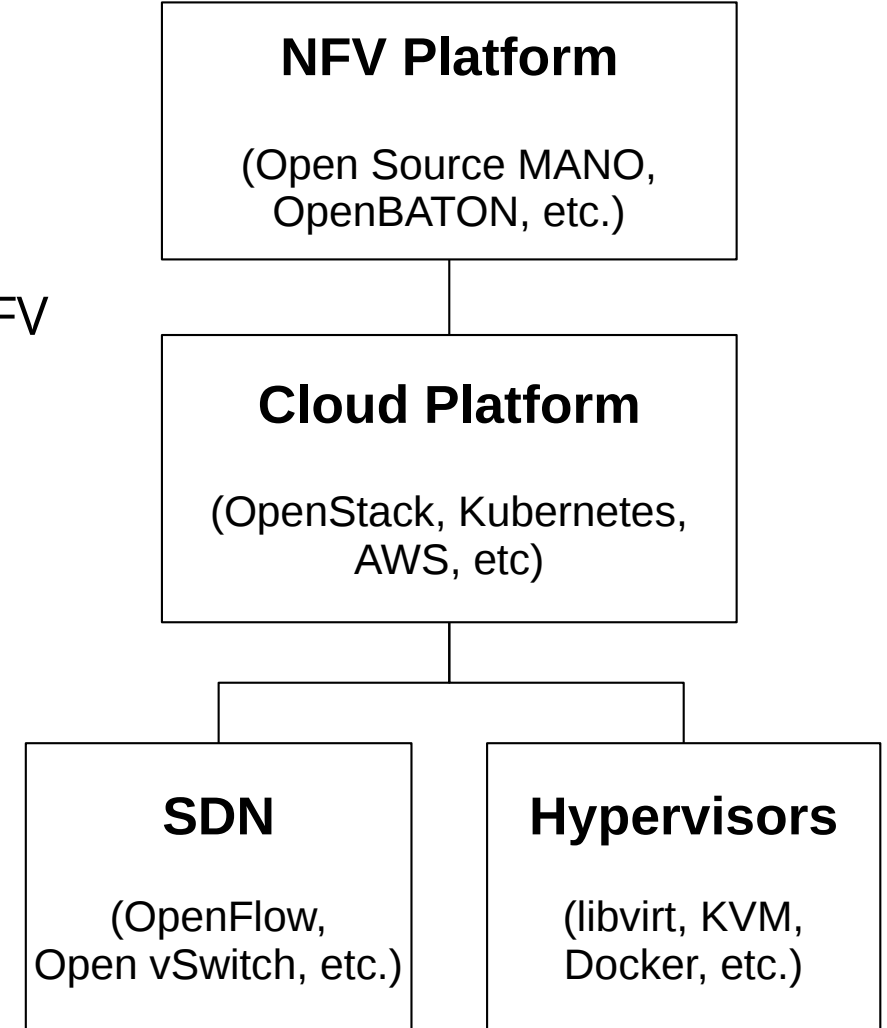 NFV Platform
(Open Source MANO,
OpenBATON, etc.)
Cloud Platform
(OpenStack, Kubernetes,
AWS, etc)
SDN
(OpenFlow,
Open vSwitch, etc.)
Hypervisors
(libvirt, KVM,
Docker, etc.)